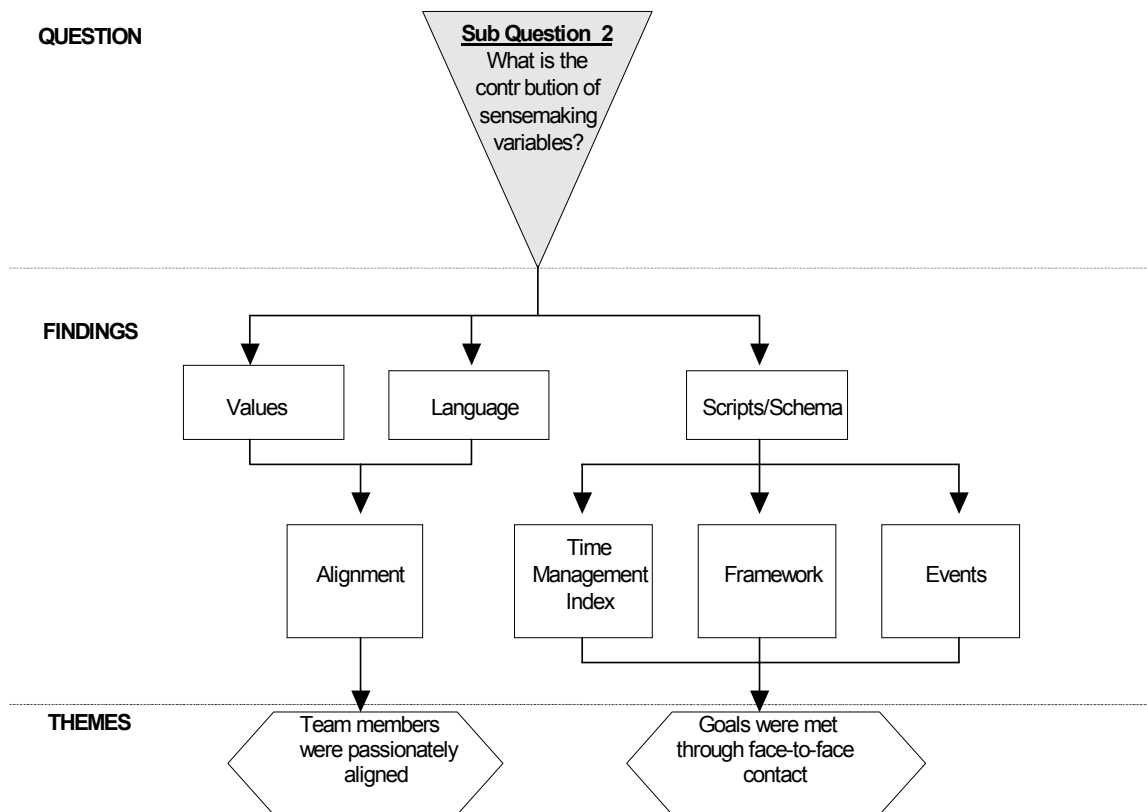 QUESTION
Sub Question 2
What is the
contr bution of
sensemaking
variables?
FINDINGS
Values
Language
Scripts/Schema
Alignment
Time
Management
Index
Framework
Events
THEMES
Team members
were passionately
aligned
Goals were met
through face-to-face
contact